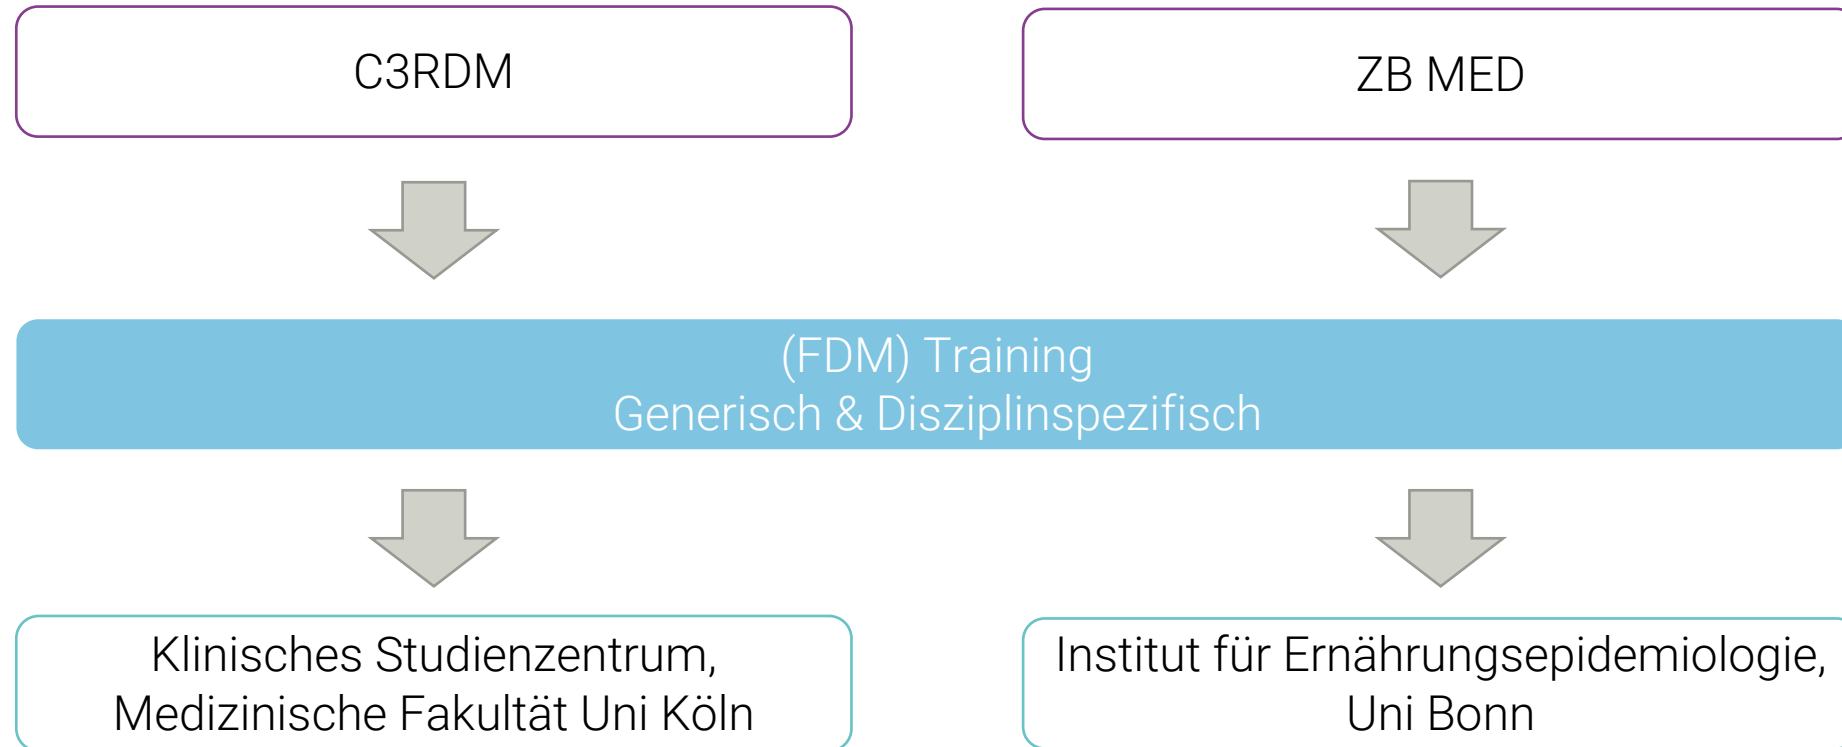 C3RDM
ZB MED
(FDM) Training
Generisch & Disziplinspezifisch
Klinisches Studienzentrum,
Medizinische Fakultät Uni Köln
Institut für Ernährungsepidemiologie,
Uni Bonn